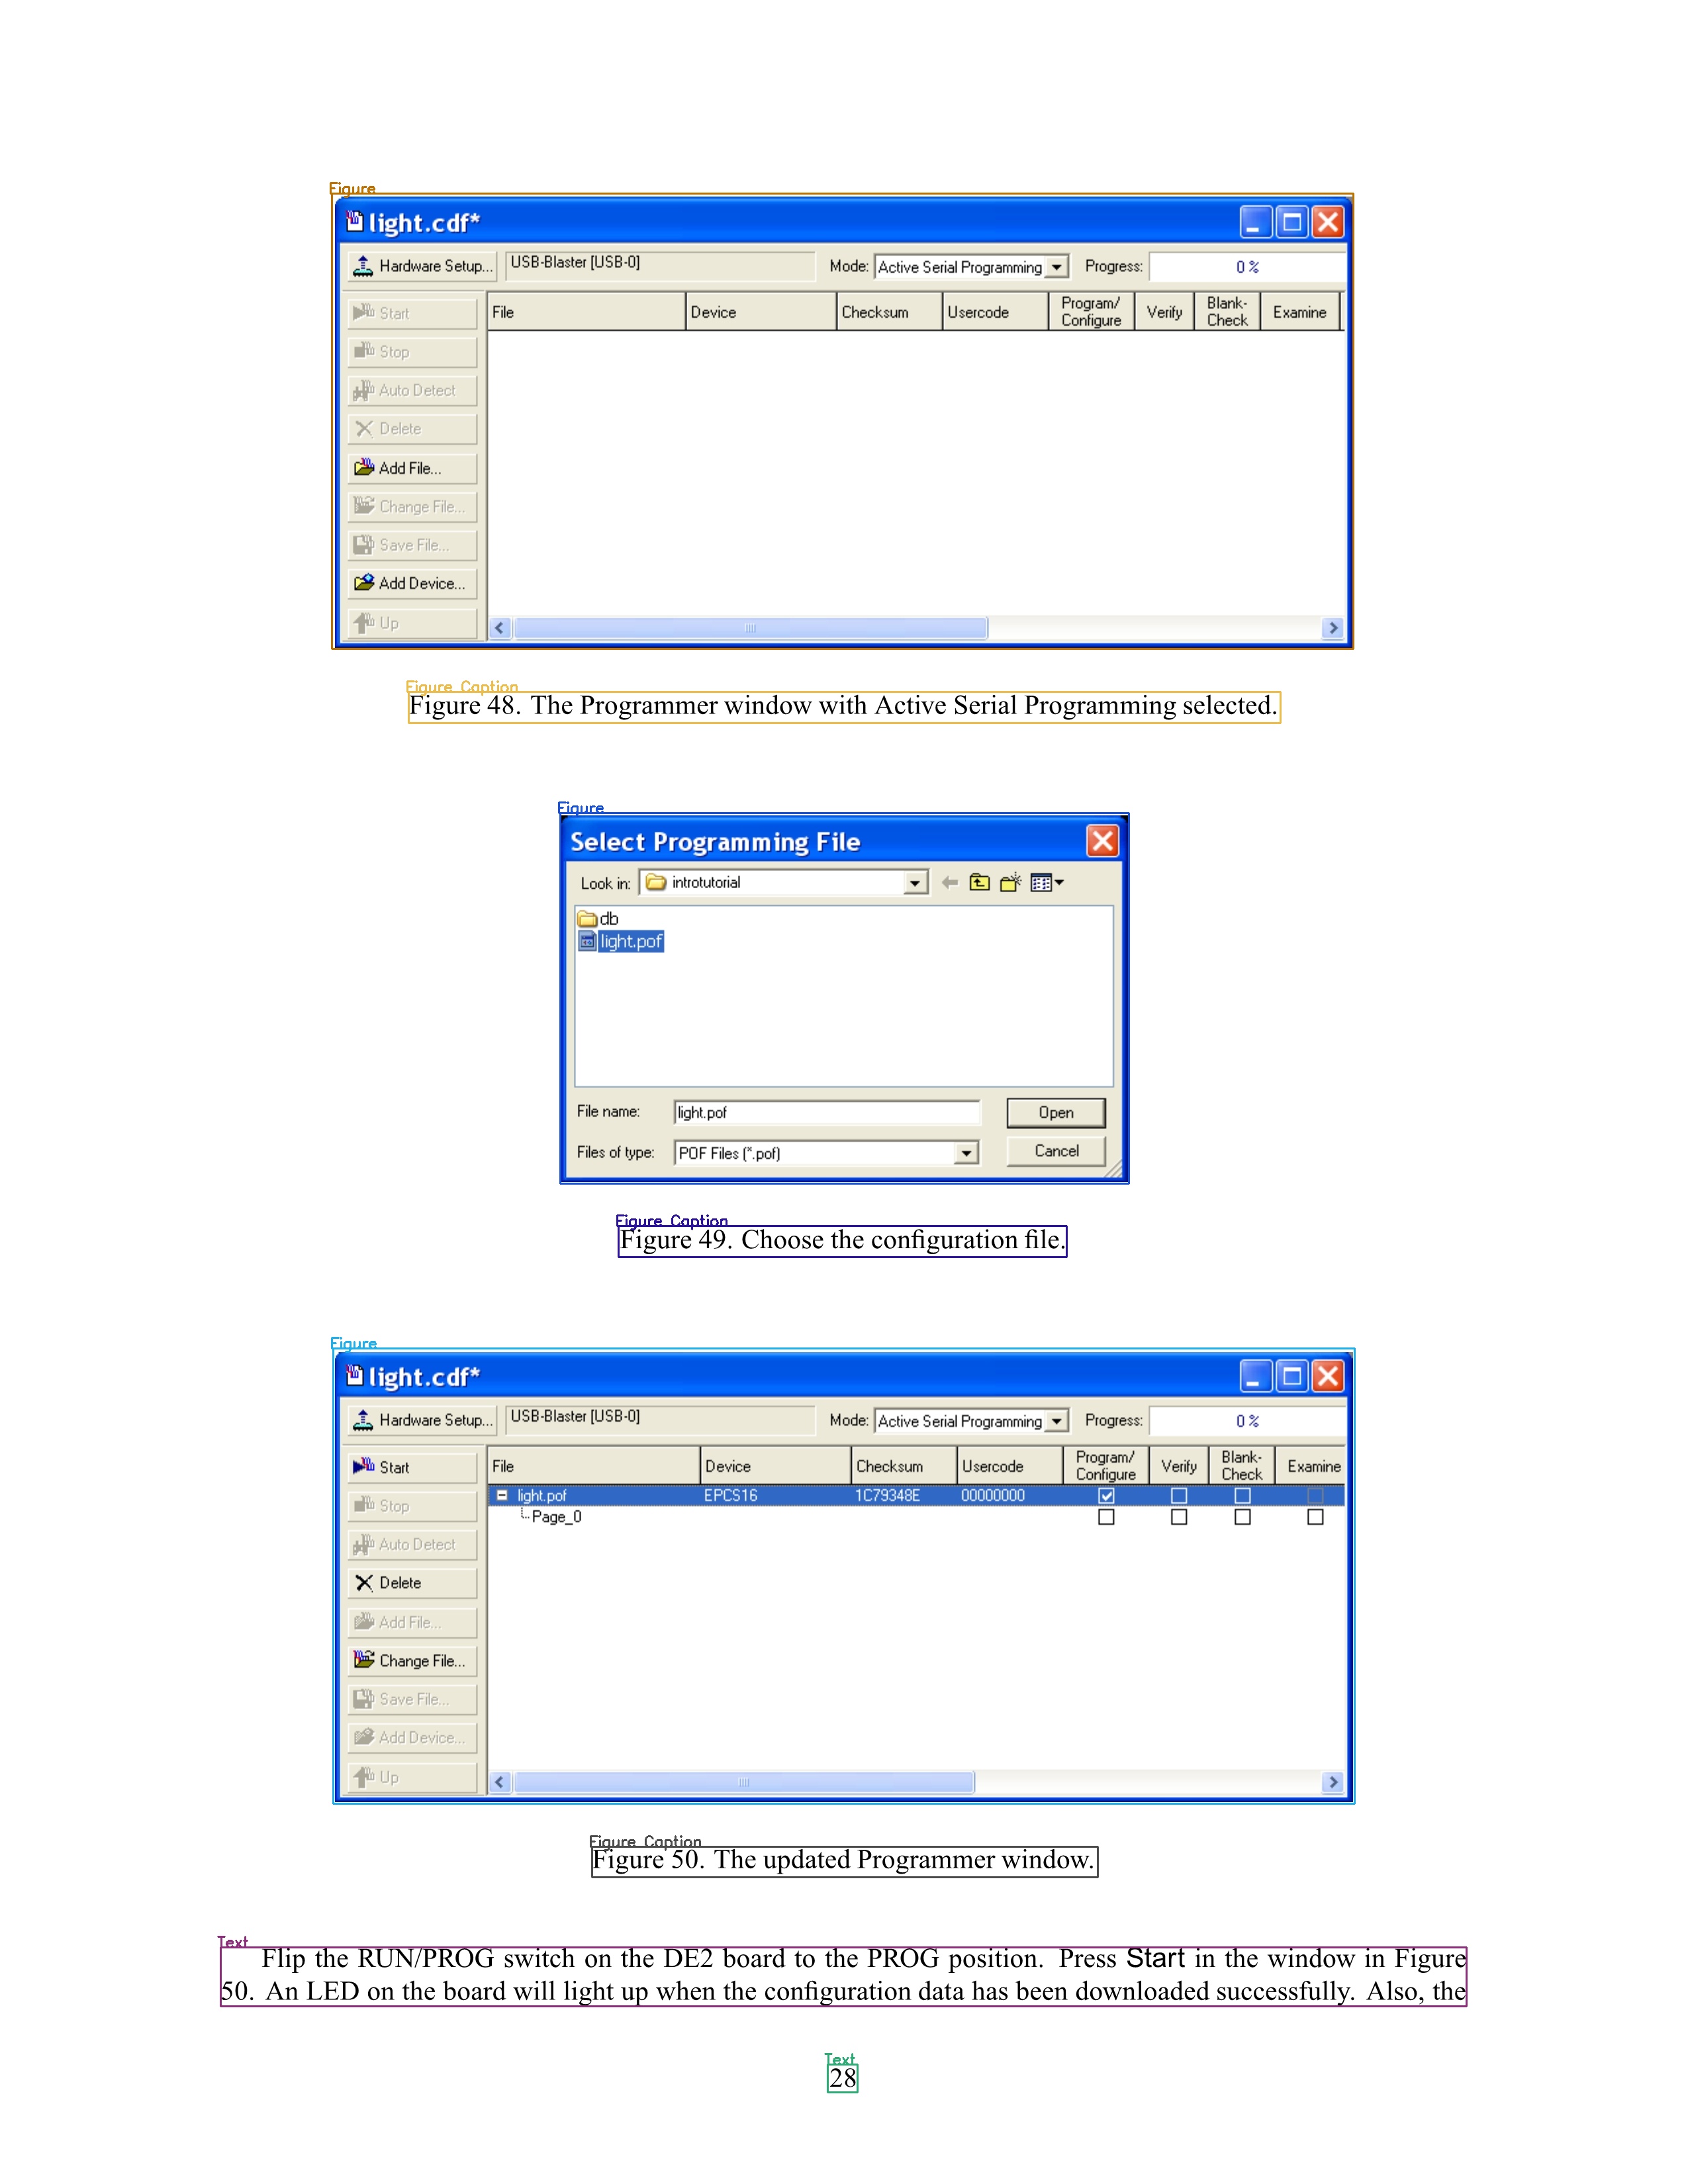 Figure
light.cdf*
Hardware Setup... USB-Blaster [USB-0] Mode: Active Serial Programming Progress: 0 %
Start
Stop
Auto Detect
Delete
Add File...
Change File...
Save File...
Add Device...
Up
File Device Checksum Usercode Program/ Configure Verify Blank- Check Examine
Figure Caption
Figure 48. The Programmer window with Active Serial Programming selected.
Figure
Select Programming File
Look in: introtutorial
db
light.pof
File name: light.pof Open
Files of type: POF Files (*.pof) Cancel
Figure Caption
Figure 49. Choose the configuration file.
Figure
light.cdf*
Hardware Setup... USB-Blaster [USB-0] Mode: Active Serial Programming Progress: 0 %
Start
Stop
Auto Detect
Delete
Add File...
Change File...
Save File...
Add Device...
Up
File Device Checksum Usercode Program/ Configure Verify Blank- Check Examine
light.pof EPCS16 1C79348E 00000000
Page_0
Figure Caption
Figure 50. The updated Programmer window.
Text
Flip the RUN/PROG switch on the DE2 board to the PROG position. Press Start in the window in Figure
50. An LED on the board will light up when the configuration data has been downloaded successfully. Also, the
Text
28